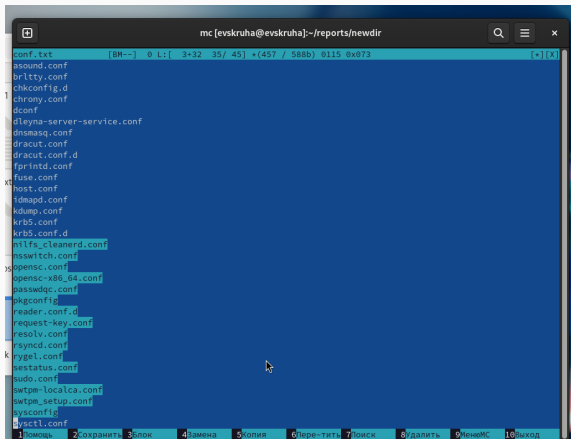 mc [evskruha@evskruha]:~/reports/newdir
conf.txt [BM--] 0 L:[ 3+32 35/ 45] *(457 / 588b) 0115 0x073 [*][X]
asound.conf
brltty.conf
chkconfig.d
chrony.conf
dconf
dleyna-server-service.conf
dnsmasq.conf
dracut.conf
dracut.conf.d
fprintd.conf
fuse.conf
host.conf
idmapd.conf
kdump.conf
krb5.conf
krb5.conf.d
nilfs_cleanerd.conf
nsswitch.conf
opensc.conf
opensc-x86_64.conf
passwdqc.conf
pkgconfig
reader.conf.d
request-key.conf
resolv.conf
rsyncd.conf
rygel.conf
sestatus.conf
sudo.conf
swtpm-localca.conf
swtpm_setup.conf
sysconfig
sysctl.conf
1Помощь 2Сохранить 3Блок 4Замена 5Копия 6Пере~тить 7Поиск 8Удалить 9МенюMC 10Выход